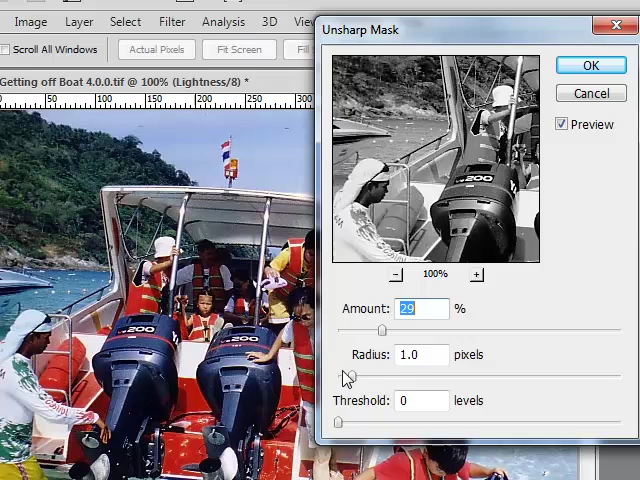 Image Layer Select Filter Analysis 3D
Unsharp Mask
Scroll All Windows Actual Pixels Fit Screen Fill
Getting off Boat 4.0.0.tif @ 100% (Lightness/8) *
0 50 100 150 200 250 300
OK
Cancel
Preview
200
100%
Amount: 29 %
Radius: 1.0 pixels
Threshold: 0 levels
200
200